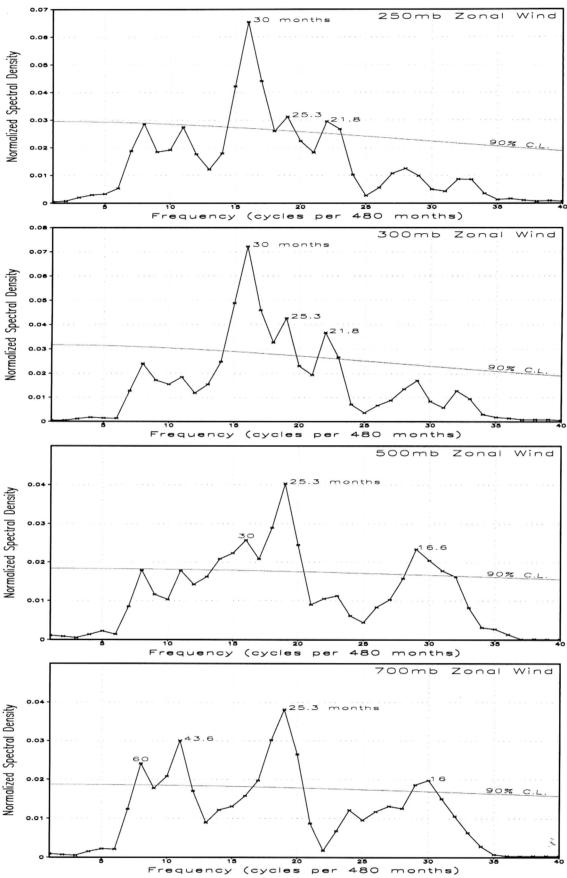 250mb Zonal Wind
0.07
30 months
0.06
0.05
0.04
0.03
25.3
21.8
90% C.L.
0.02
0.01
0
5 10 15 20 25 30 35 40
Normalized Spectral Density
Frequency (cycles per 480 months)
300mb Zonal Wind
0.08
30 months
0.07
0.06
0.05
0.04
25.3
21.8
0.03
90% C.L.
0.02
0.01
0
5 10 15 20 25 30 35 40
Normalized Spectral Density
Frequency (cycles per 480 months)
500mb Zonal Wind
0.05
25.3 months
0.04
0.03
30
16.6
0.02
90% C.L.
0.01
0
5 10 15 20 25 30 35 40
Normalized Spectral Density
Frequency (cycles per 480 months)
700mb Zonal Wind
0.04
25.3 months
43.6
0.03
60
16
0.02
90% C.L.
0.01
0
5 10 15 20 25 30 35 40
Normalized Spectral Density
Frequency (cycles per 480 months)